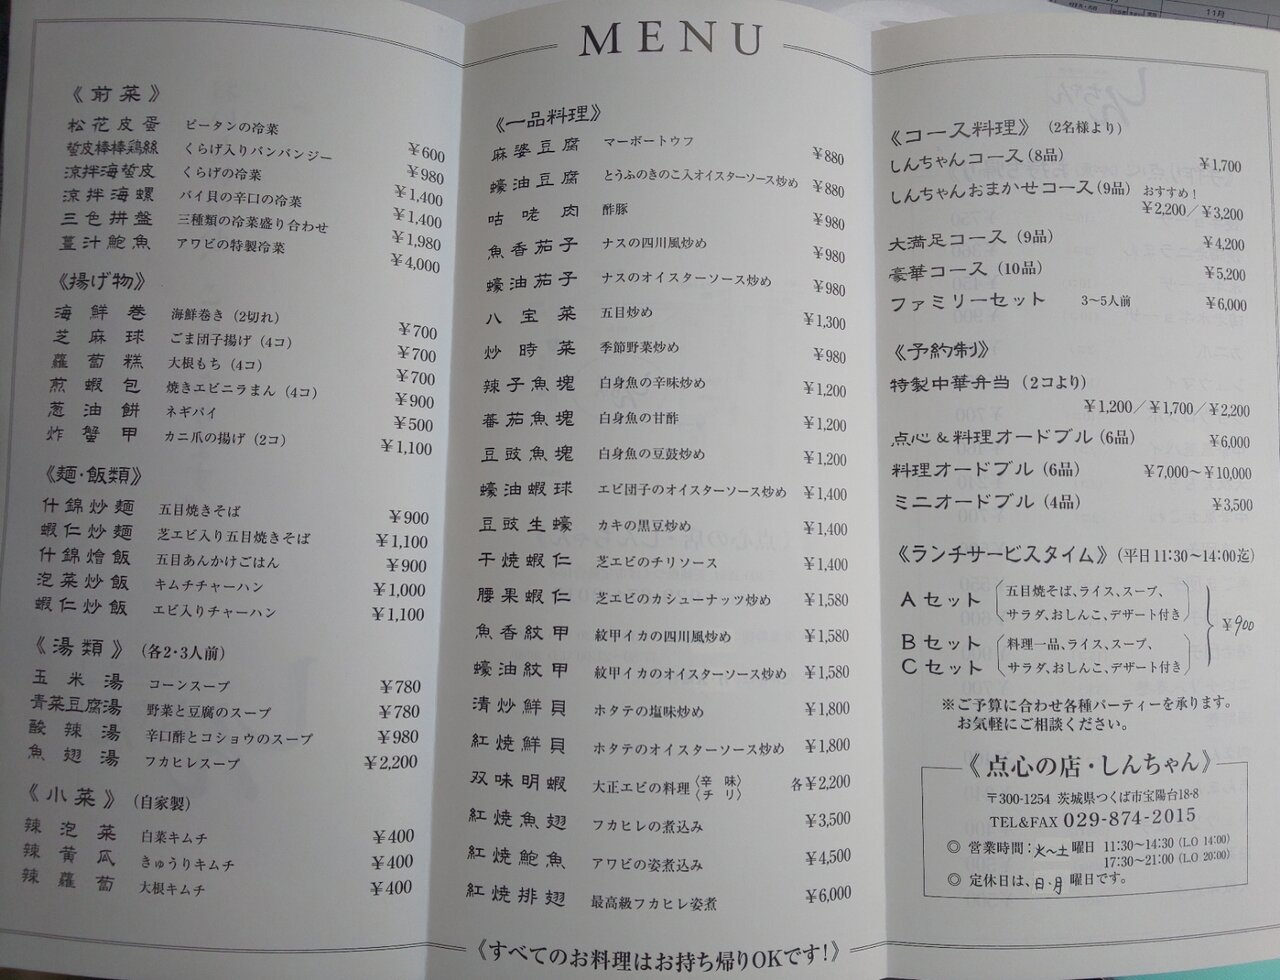 MENU
《前菜》
松花皮蛋 ピータンの冷菜 ¥600
蜇皮棒棒鶏絲 くらげ入りバンバンジー ¥980
涼拌海蜇皮 くらげの冷菜 ¥1,400
涼拌海螺 バイ貝の辛口の冷菜 ¥1,400
三色拼盤 三種類の冷菜盛り合わせ ¥1,980
薑汁鮑魚 アワビの特製冷菜 ¥4,000
《揚げ物》
海鮮巻 海鮮巻き(2切れ) ¥700
芝麻球 ごま団子揚げ(4コ) ¥700
蘿蔔糕 大根もち(4コ) ¥700
煎蝦包 焼きエビニラまん(4コ) ¥900
葱油餅 ネギパイ ¥500
炸蟹甲 カニ爪の揚げ(2コ) ¥1,100
《麺・飯類》
什錦炒麺 五目焼きそば ¥900
蝦仁炒麺 芝エビ入り五目焼きそば ¥1,100
什錦燴飯 五目あんかけごはん ¥900
泡菜炒飯 キムチチャーハン ¥1,000
蝦仁炒飯 エビ入りチャーハン ¥1,100
《湯類》(各2・3人前)
玉米湯 コーンスープ ¥780
青菜豆腐湯 野菜と豆腐のスープ ¥780
酸辣湯 辛口酢とコショウのスープ ¥980
魚翅湯 フカヒレスープ ¥2,200
《小菜》(自家製)
辣泡菜 白菜キムチ ¥400
辣黄瓜 きゅうりキムチ ¥400
辣蘿蔔 大根キムチ ¥400
《一品料理》
麻婆豆腐 マーボートウフ ¥880
蠔油豆腐 とうふのきのこ入オイスターソース炒め ¥880
咕咾肉 酢豚 ¥980
魚香茄子 ナスの四川風炒め ¥980
蠔油茄子 ナスのオイスターソース炒め ¥980
八宝菜 五目炒め ¥1,300
炒時菜 季節野菜炒め ¥980
辣子魚塊 白身魚の辛味炒め ¥1,200
蕃茄魚塊 白身魚の甘酢 ¥1,200
豆豉魚塊 白身魚の豆鼓炒め ¥1,200
蠔油蝦球 エビ団子のオイスターソース炒め ¥1,400
豆豉生蠔 カキの黒豆炒め ¥1,400
干焼蝦仁 芝エビのチリソース ¥1,400
腰果蝦仁 芝エビのカシューナッツ炒め ¥1,580
魚香紋甲 紋甲イカの四川風炒め ¥1,580
蠔油紋甲 紋甲イカのオイスターソース炒め ¥1,580
清炒鮮貝 ホタテの塩味炒め ¥1,800
紅焼鮮貝 ホタテのオイスターソース炒め ¥1,800
双味明蝦 大正エビの料理〈辛味 チリ〉 各¥2,200
紅焼魚翅 フカヒレの煮込み ¥3,500
紅焼鮑魚 アワビの姿煮込み ¥4,500
紅焼排翅 最高級フカヒレ姿煮 ¥6,000
《すべてのお料理はお持ち帰りOKです!》
11月
《コース料理》(2名様より)
しんちゃんコース(8品) ¥1,700
しんちゃんおまかせコース(9品) おすすめ!
¥2,200/¥3,200
大満足コース(9品) ¥4,200
豪華コース(10品) ¥5,200
ファミリーセット 3〜5人前 ¥6,000
《予約制》
特製中華弁当(2コより)
¥1,200/¥1,700/¥2,200
点心&料理オードブル(6品) ¥6,000
料理オードブル(6品) ¥7,000〜¥10,000
ミニオードブル(4品) ¥3,500
《ランチサービスタイム》(平日11:30〜14:00迄)
Aセット(五目焼そば、ライス、スープ、
サラダ、おしんこ、デザート付き)
¥900
Bセット(料理一品、ライス、スープ、
Cセット サラダ、おしんこ、デザート付き)
※ご予算に合わせ各種パーティーを承ります。
お気軽にご相談ください。
《点心の店・しんちゃん》
〒300-1254 茨城県つくば市宝陽台18-8
TEL&FAX 029-874-2015
◎ 営業時間:火〜土曜日 11:30〜14:30(L.O 14:00)
17:30〜21:00(L.O 20:00)
◎ 定休日は、日・月曜日です。